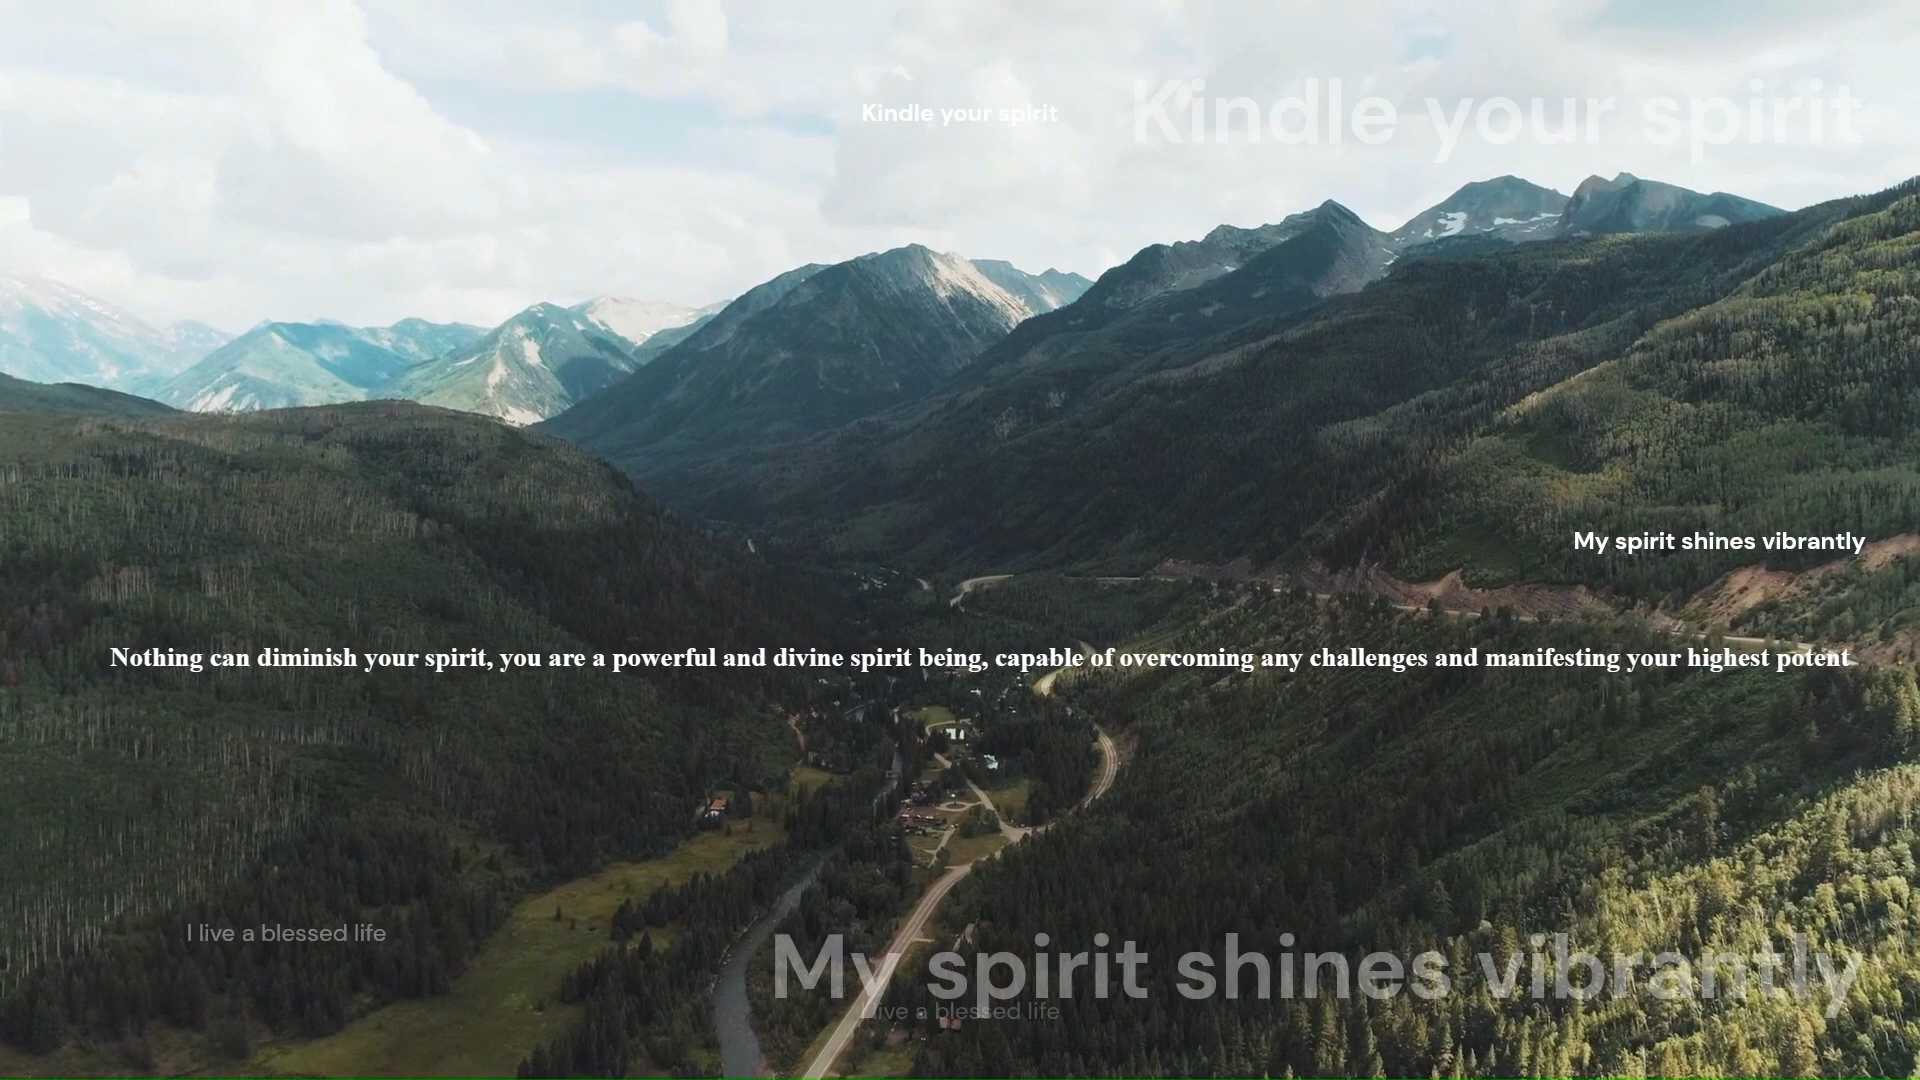 Kindle your spirit
Kindle your spirit
My spirit shines vibrantly
Nothing can diminish your spirit, you are a powerful and divine spirit being, capable of overcoming any challenges and manifesting your highest potent
I live a blessed life
My spirit shines vibrantly
live a blessed life